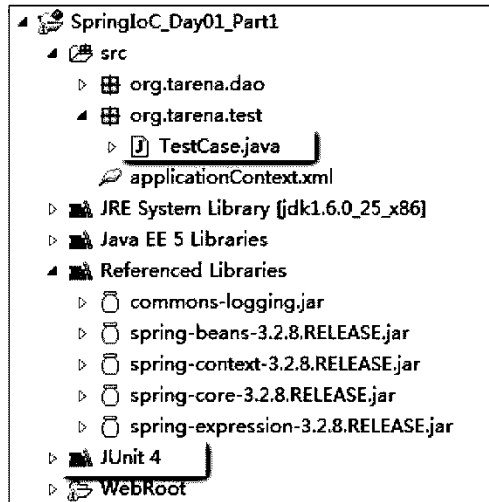 SpringIoC_Day01_Part1
src
org.tarena.dao
org.tarena.test
TestCase.java
applicationContext.xml
JRE System Library [jdk1.6.0_25_x86]
Java EE 5 Libraries
Referenced Libraries
commons-logging.jar
spring-beans-3.2.8.RELEASE.jar
spring-context-3.2.8.RELEASE.jar
spring-core-3.2.8.RELEASE.jar
spring-expression-3.2.8.RELEASE.jar
JUnit 4
WebRoot